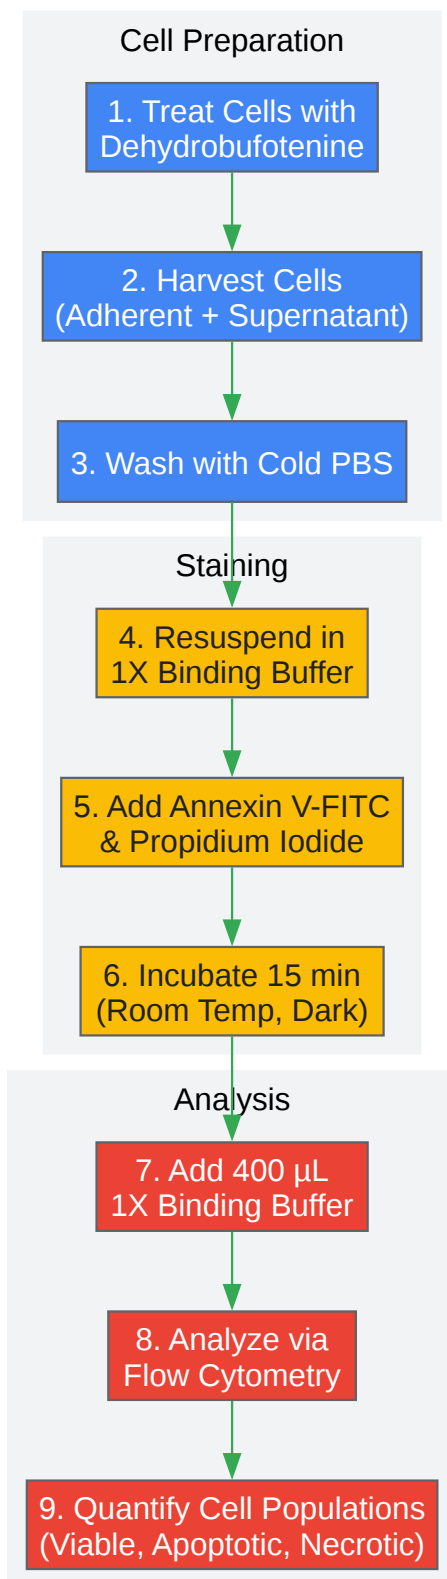 Cell Preparation
1. Treat Cells with
Dehydrobufotenine
2. Harvest Cells
(Adherent + Supernatant)
3. Wash with Cold PBS
Staining
4. Resuspend in
1X Binding Buffer
5. Add Annexin V-FITC
& Propidium Iodide
6. Incubate 15 min
(Room Temp, Dark)
Analysis
7. Add 400 µL
1X Binding Buffer
8. Analyze via
Flow Cytometry
9. Quantify Cell Populations
(Viable, Apoptotic, Necrotic)